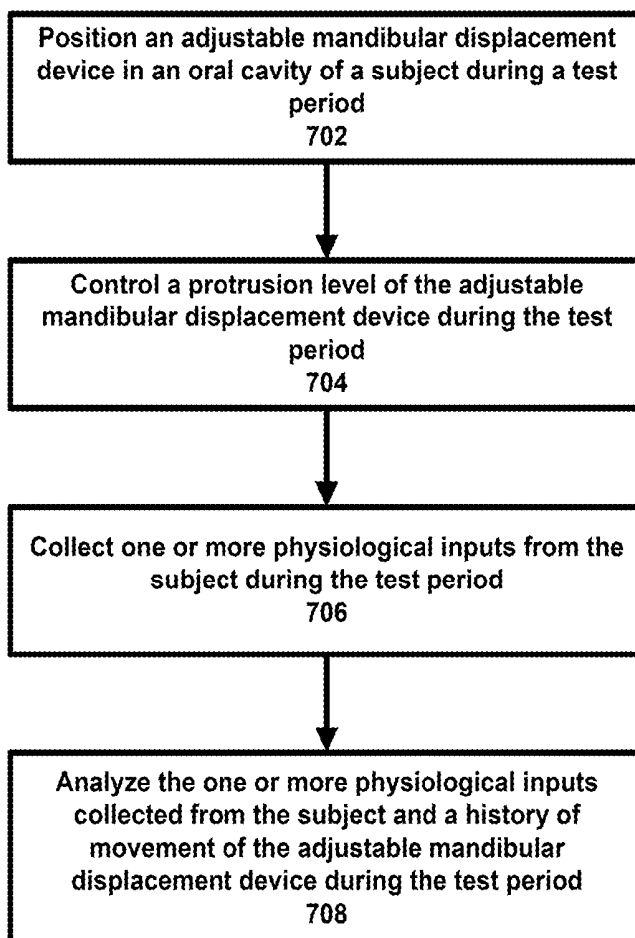 Position an adjustable mandibular displacement
device in an oral cavity of a subject during a test
period
702
Control a protrusion level of the adjustable
mandibular displacement device during the test
period
704
Collect one or more physiological inputs from the
subject during the test period
706
Analyze the one or more physiological inputs
collected from the subject and a history of
movement of the adjustable mandibular
displacement device during the test period
708